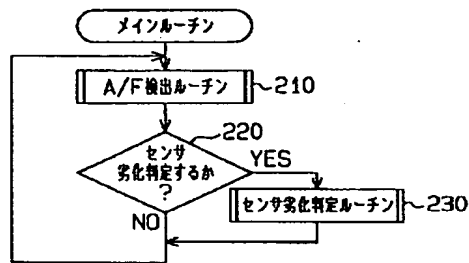 メインルーチン
A/F検出ルーチン
210
220
センサ
劣化判定するか
?
YES
センサ劣化判定ルーチン
230
NO